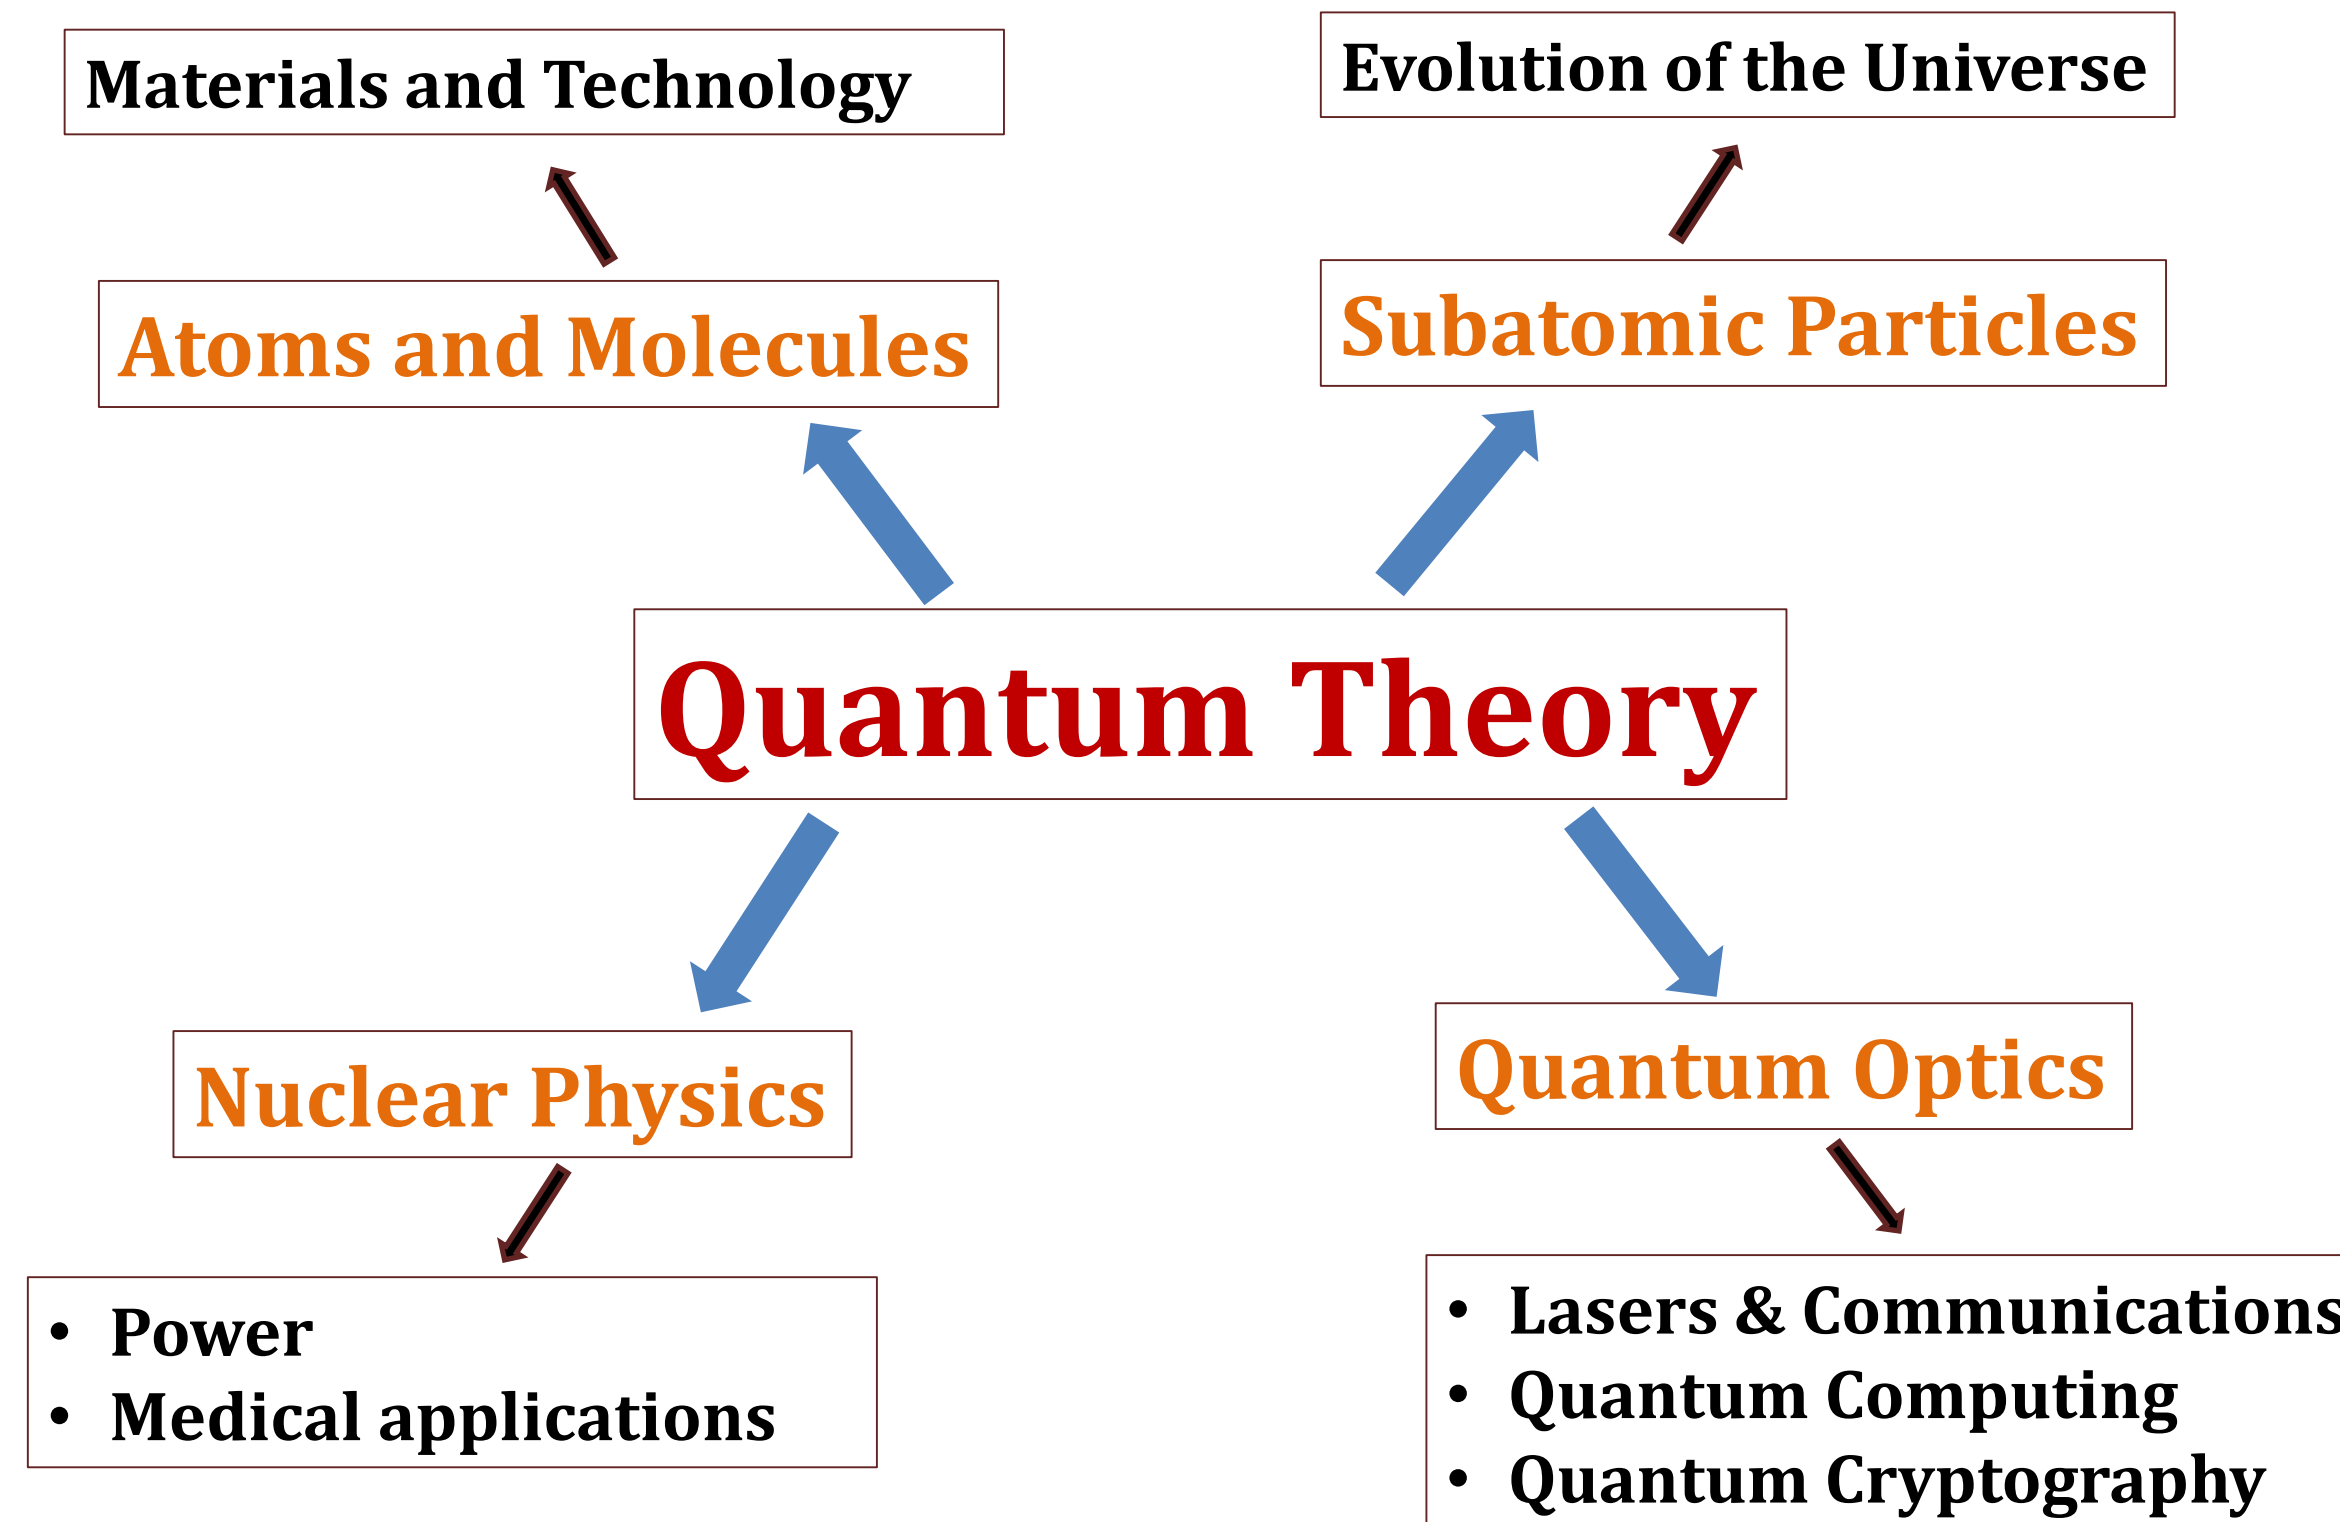 Materials and Technology
Evolution of the Universe
Atoms and Molecules
Subatomic Particles
Quantum Theory
Nuclear Physics
Quantum Optics
• Power
• Medical applications
• Lasers & Communications
• Quantum Computing
• Quantum Cryptography